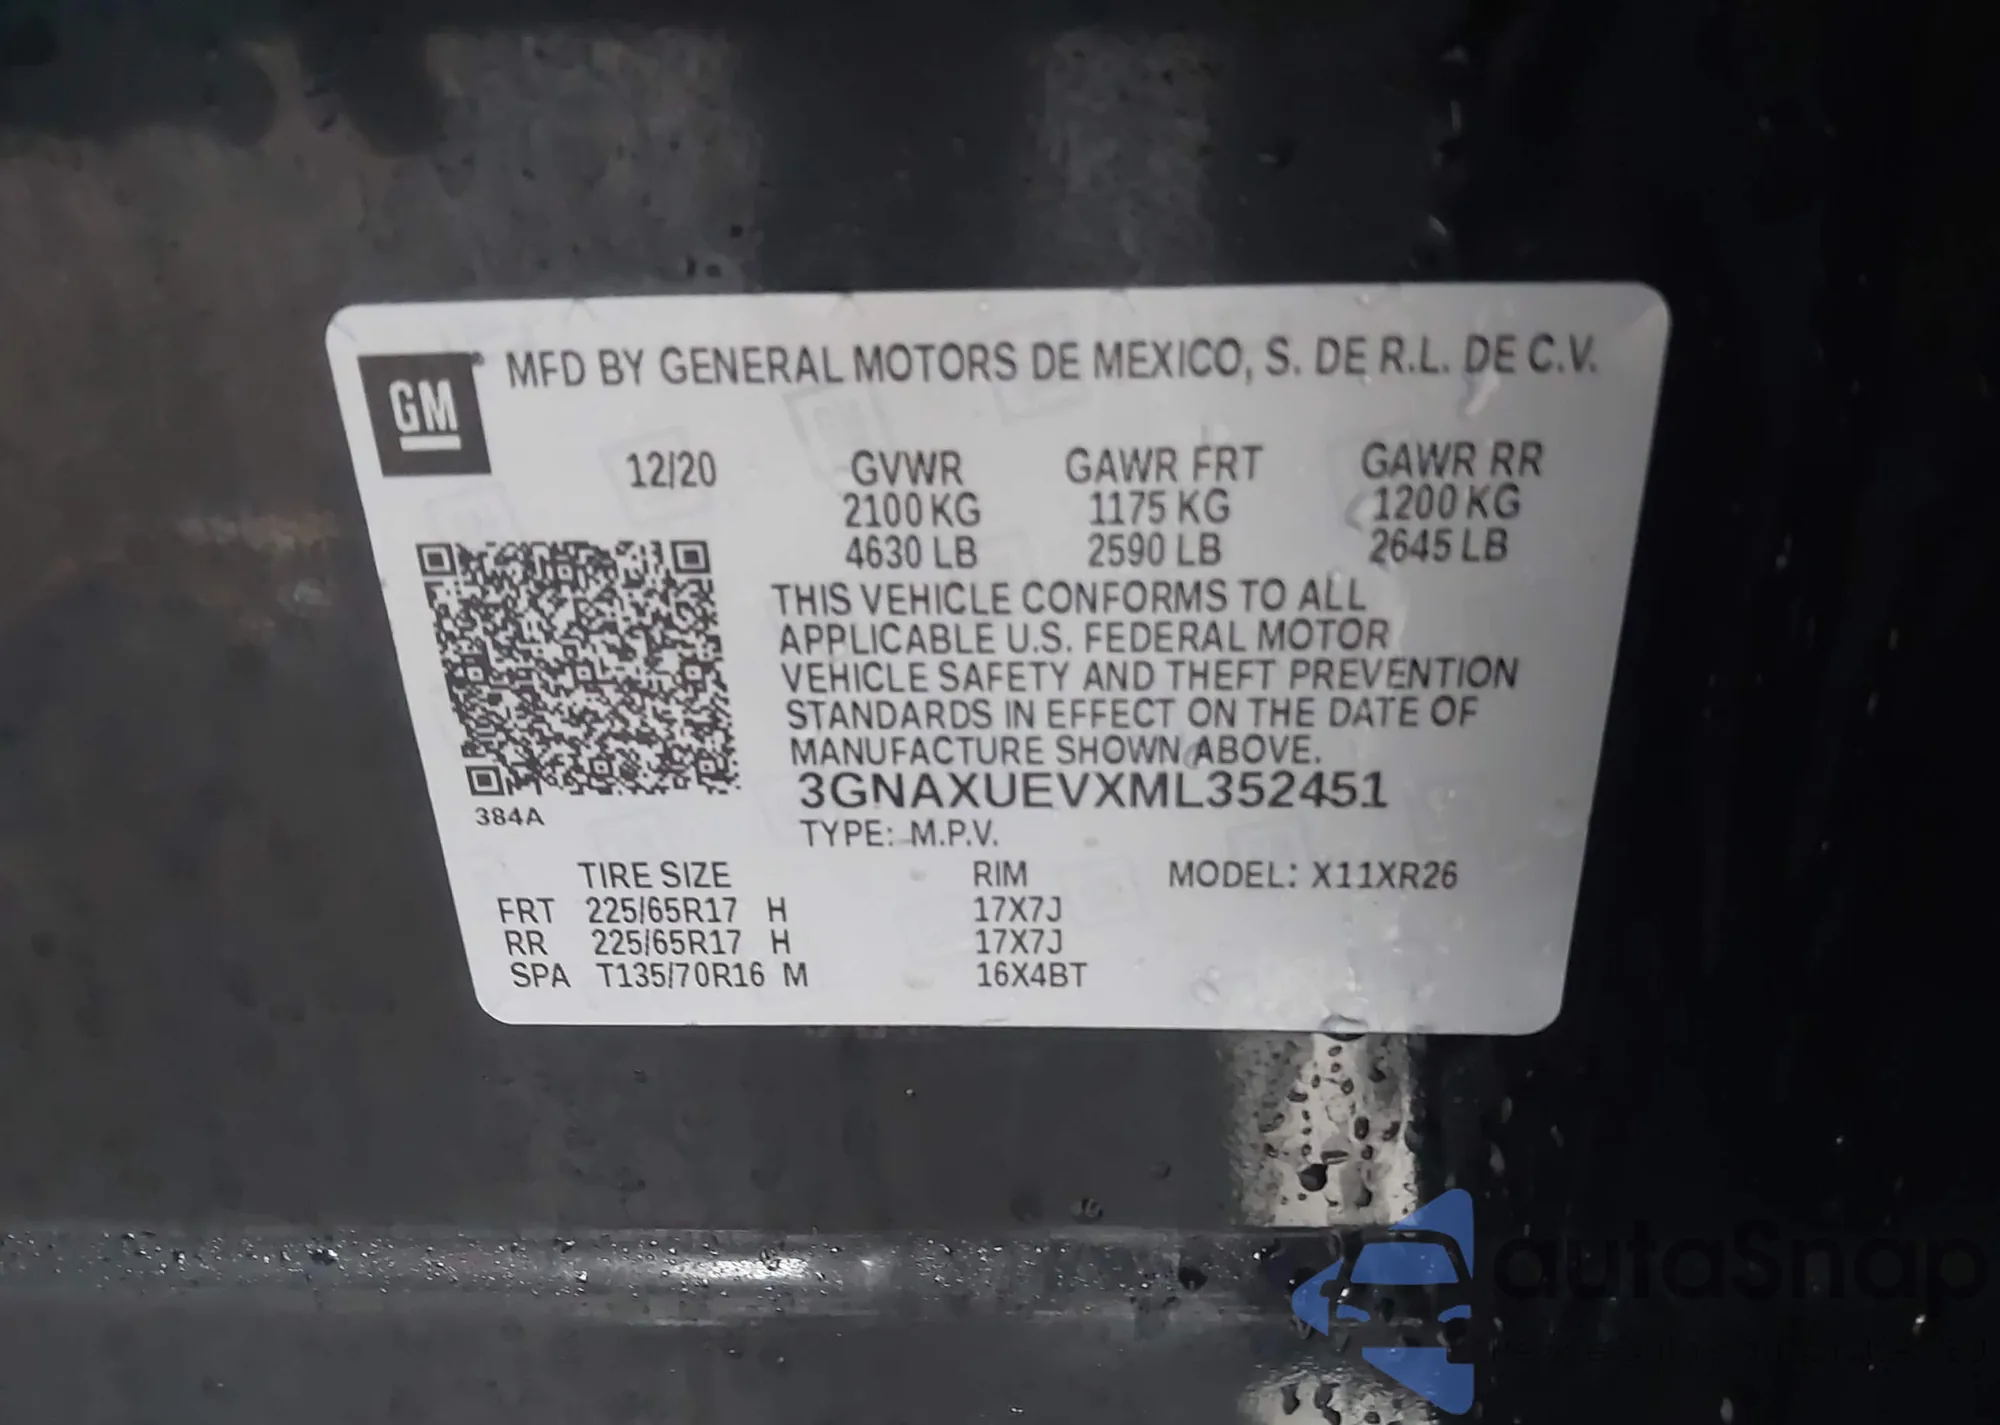 GM
® MFD BY GENERAL MOTORS DE MEXICO, S. DE R.L. DE C.V.
12/20 GVWR GAWR FRT GAWR RR
2100 KG 1175 KG 1200 KG
4630 LB 2590 LB 2645 LB
THIS VEHICLE CONFORMS TO ALL
APPLICABLE U.S. FEDERAL MOTOR
VEHICLE SAFETY AND THEFT PREVENTION
STANDARDS IN EFFECT ON THE DATE OF
MANUFACTURE SHOWN ABOVE.
3GNAXUEVXML352451
384A
TYPE: M.P.V.
TIRE SIZE RIM MODEL: X11XR26
FRT 225/65R17 H 17X7J
RR 225/65R17 H 17X7J
SPA T135/70R16 M 16X4BT
autaSnap